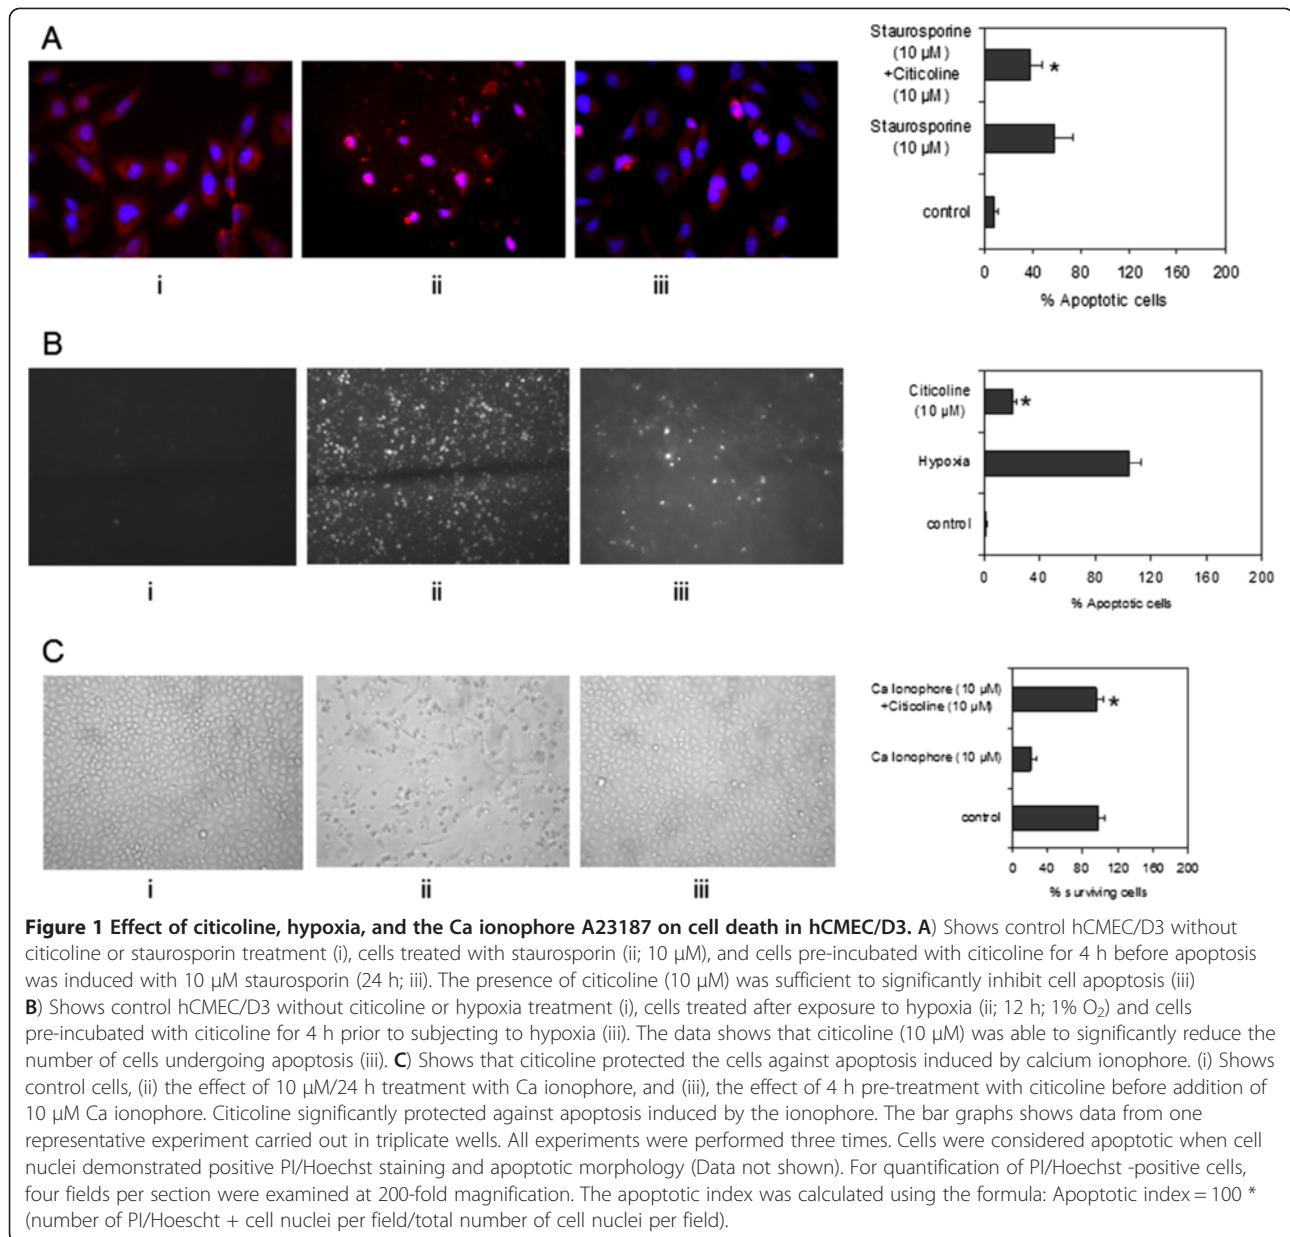 A
i
ii
iii
Staurosporine
(10 µM)
+Citicoline
(10 µM)
*
Staurosporine
(10 µM)
control
0 40 80 120 160 200
% Apoptotic cells
B
i
ii
iii
Citicoline
(10 µM)
*
Hypoxia
control
0 40 80 120 160 200
% Apoptotic cells
C
i
ii
iii
Ca Ionophore (10 µM)
+Citicoline (10 µM)
*
Ca Ionophore (10 µM)
control
0 40 80 120 160 200
% surviving cells
Figure 1 Effect of citicoline, hypoxia, and the Ca ionophore A23187 on cell death in hCMEC/D3. A) Shows control hCMEC/D3 without
citicoline or staurosporin treatment (i), cells treated with staurosporin (ii; 10 µM), and cells pre-incubated with citicoline for 4 h before apoptosis
was induced with 10 µM staurosporin (24 h; iii). The presence of citicoline (10 µM) was sufficient to significantly inhibit cell apoptosis (iii)
B) Shows control hCMEC/D3 without citicoline or hypoxia treatment (i), cells treated after exposure to hypoxia (ii; 12 h; 1% O₂) and cells
pre-incubated with citicoline for 4 h prior to subjecting to hypoxia (iii). The data shows that citicoline (10 µM) was able to significantly reduce the
number of cells undergoing apoptosis (iii). C) Shows that citicoline protected the cells against apoptosis induced by calcium ionophore. (i) Shows
control cells, (ii) the effect of 10 µM/24 h treatment with Ca ionophore, and (iii), the effect of 4 h pre-treatment with citicoline before addition of
10 µM Ca ionophore. Citicoline significantly protected against apoptosis induced by the ionophore. The bar graphs shows data from one
representative experiment carried out in triplicate wells. All experiments were performed three times. Cells were considered apoptotic when cell
nuclei demonstrated positive PI/Hoechst staining and apoptotic morphology (Data not shown). For quantification of PI/Hoechst -positive cells,
four fields per section were examined at 200-fold magnification. The apoptotic index was calculated using the formula: Apoptotic index = 100 *
(number of PI/Hoescht + cell nuclei per field/total number of cell nuclei per field).